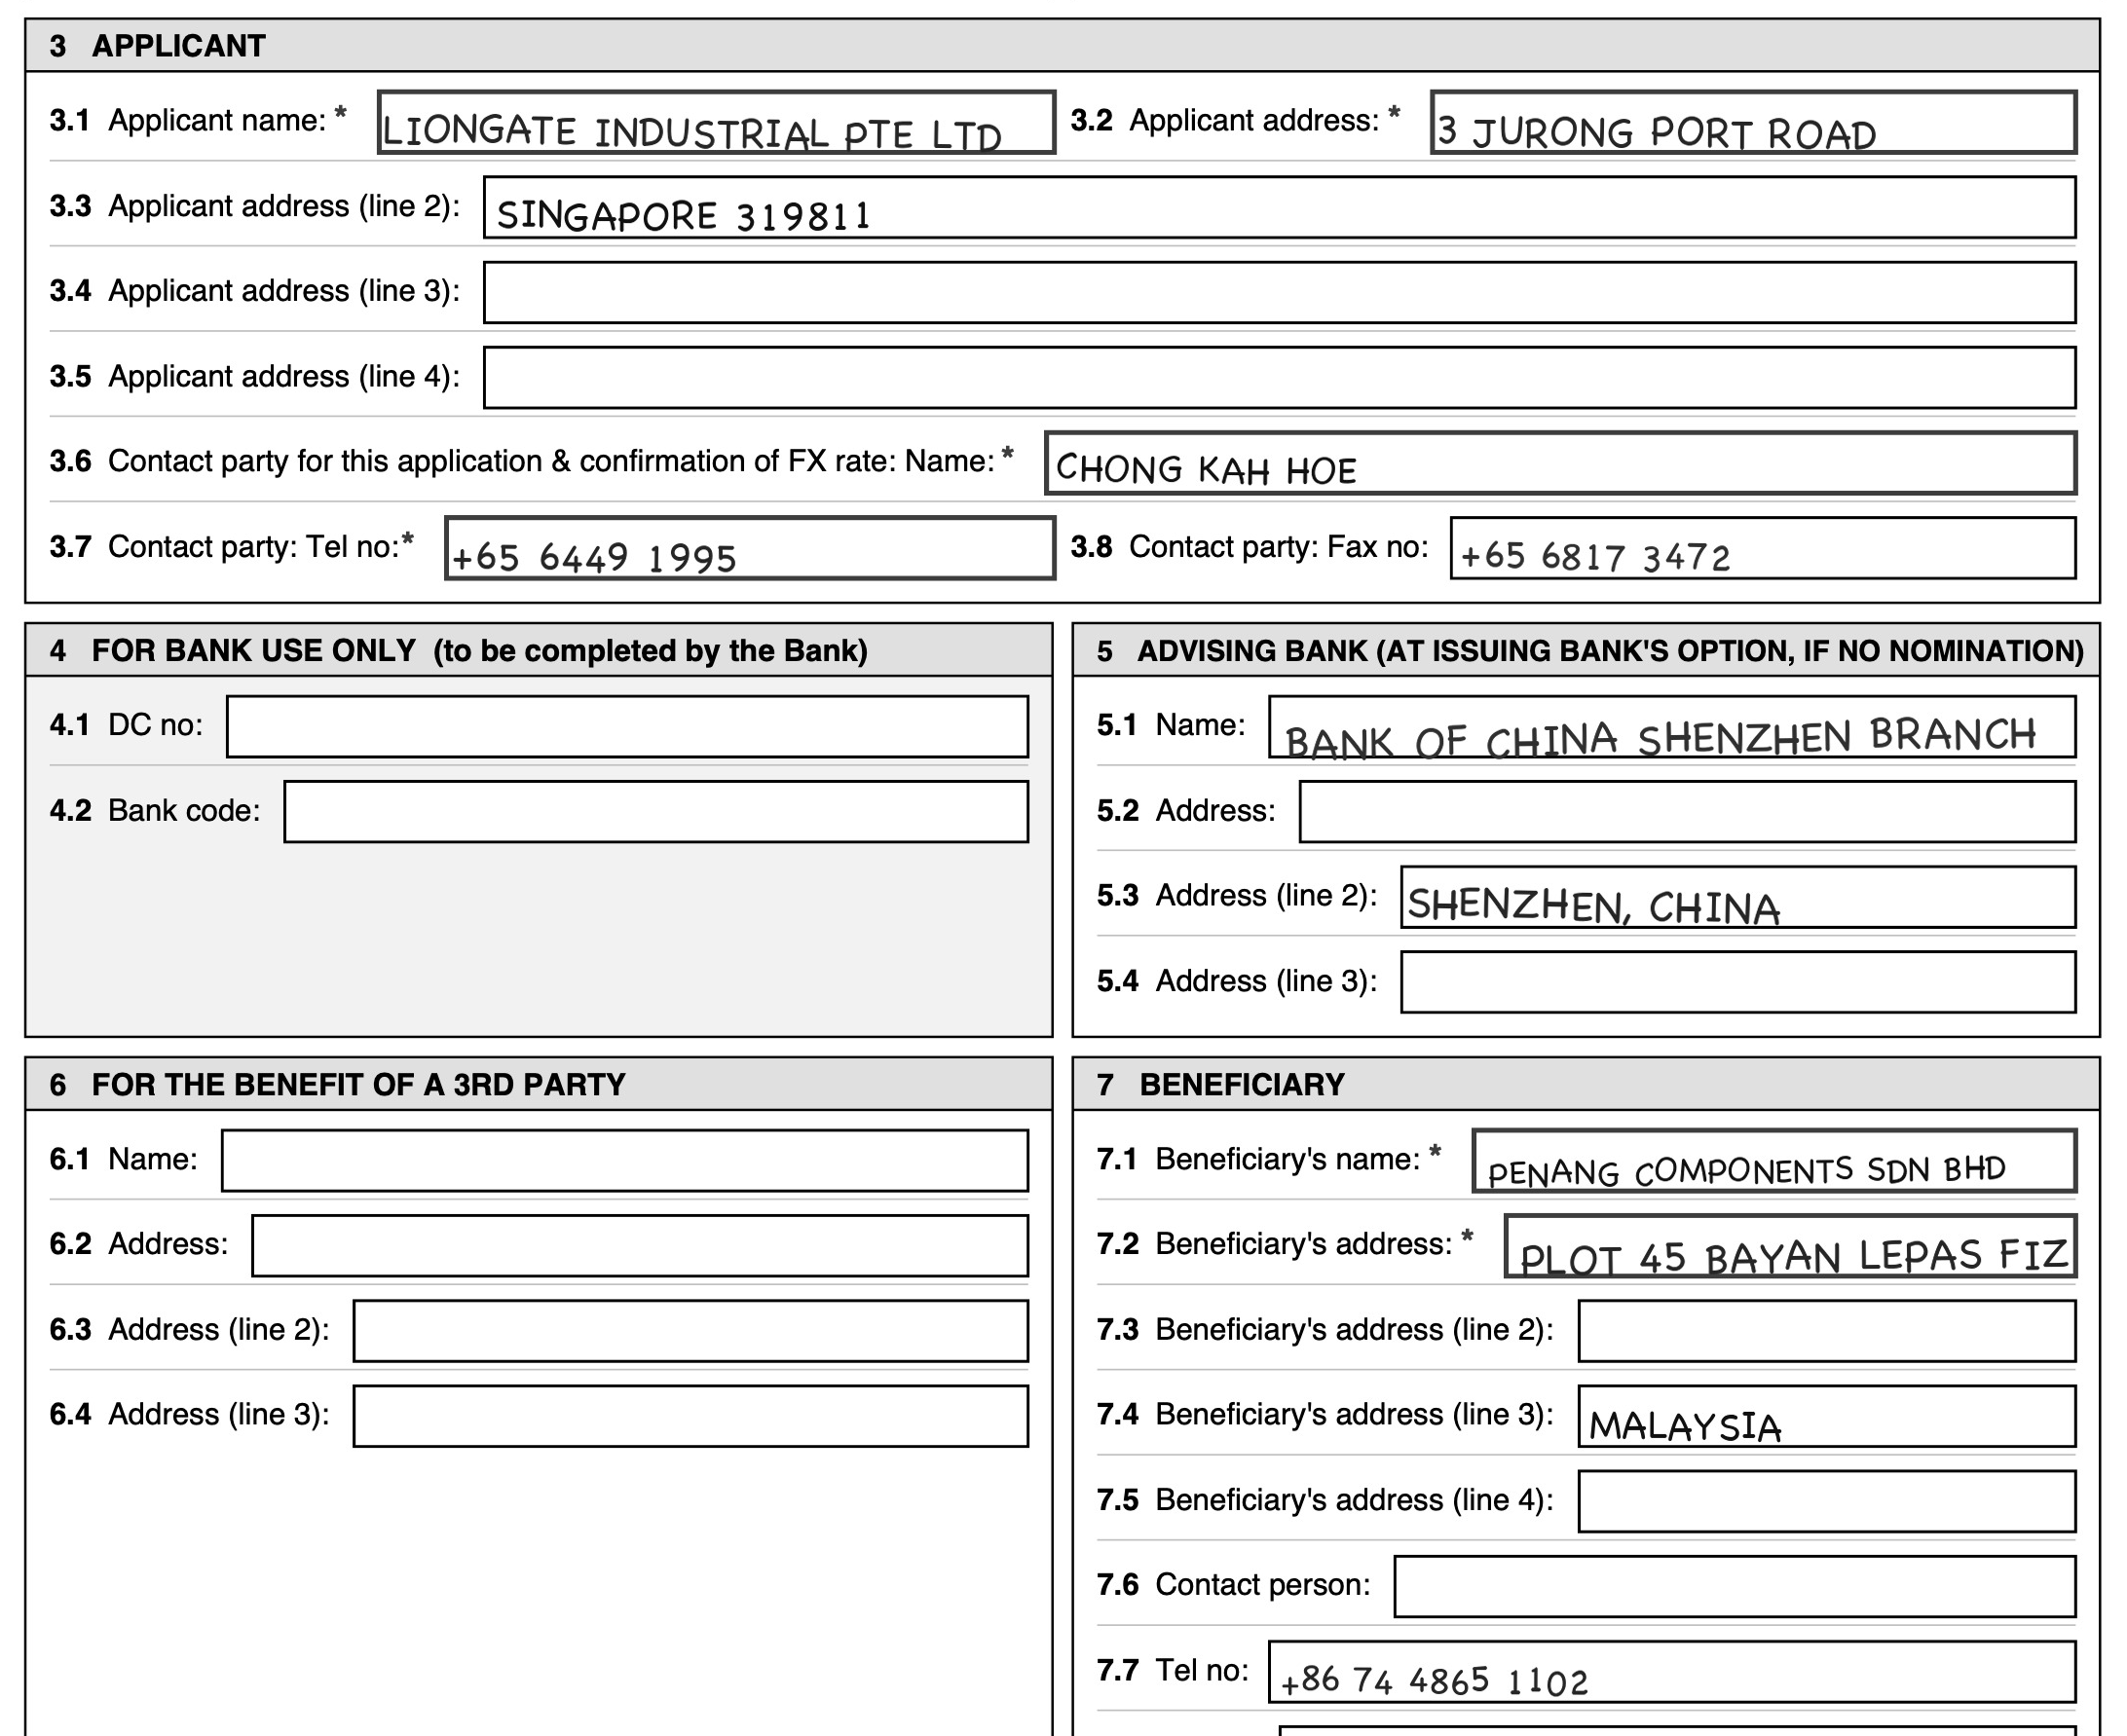 3 APPLICANT
3.1 Applicant name: * LIONGATE INDUSTRIAL PTE LTD 3.2 Applicant address: * 3 JURONG PORT ROAD
3.3 Applicant address (line 2): SINGAPORE 319811
3.4 Applicant address (line 3):
3.5 Applicant address (line 4):
3.6 Contact party for this application & confirmation of FX rate: Name: * CHONG KAH HOE
3.7 Contact party: Tel no:* +65 6449 1995 3.8 Contact party: Fax no: +65 6817 3472
4 FOR BANK USE ONLY (to be completed by the Bank)
4.1 DC no:
4.2 Bank code:
5 ADVISING BANK (AT ISSUING BANK'S OPTION, IF NO NOMINATION)
5.1 Name: BANK OF CHINA SHENZHEN BRANCH
5.2 Address:
5.3 Address (line 2): SHENZHEN, CHINA
5.4 Address (line 3):
6 FOR THE BENEFIT OF A 3RD PARTY
6.1 Name:
6.2 Address:
6.3 Address (line 2):
6.4 Address (line 3):
7 BENEFICIARY
7.1 Beneficiary's name: * PENANG COMPONENTS SDN BHD
7.2 Beneficiary's address: * PLOT 45 BAYAN LEPAS FIZ
7.3 Beneficiary's address (line 2):
7.4 Beneficiary's address (line 3): MALAYSIA
7.5 Beneficiary's address (line 4):
7.6 Contact person:
7.7 Tel no: +86 74 4865 1102